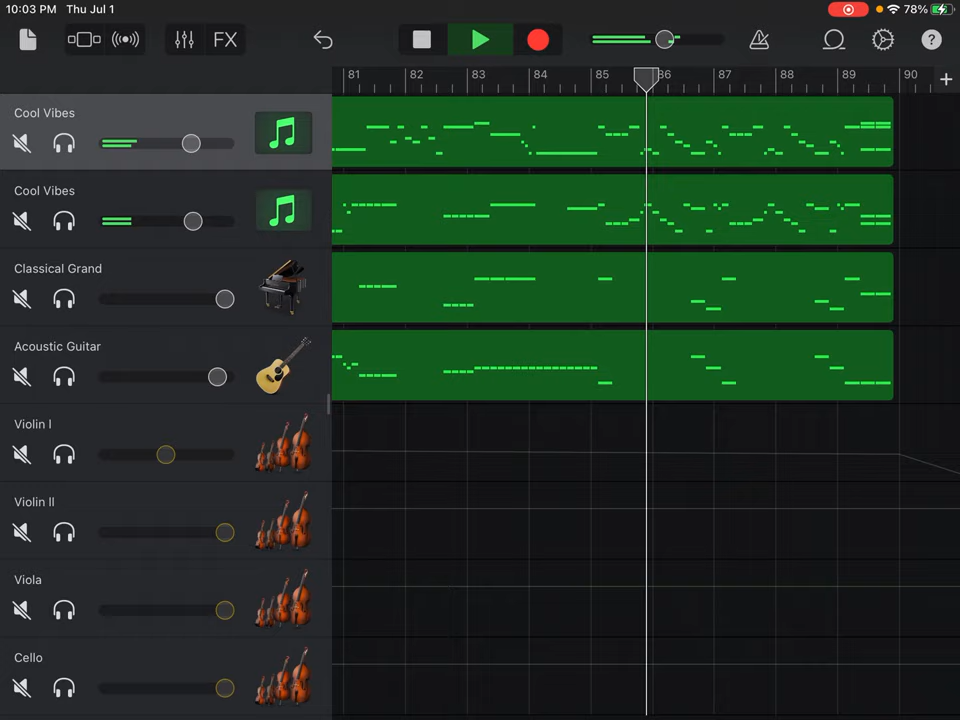 10:03 PM Thu Jul 1
78%
FX
?
81 82 83 84 85 86 87 88 89 90 +
Cool Vibes
Cool Vibes
Classical Grand
Acoustic Guitar
Violin I
Violin II
Viola
Cello